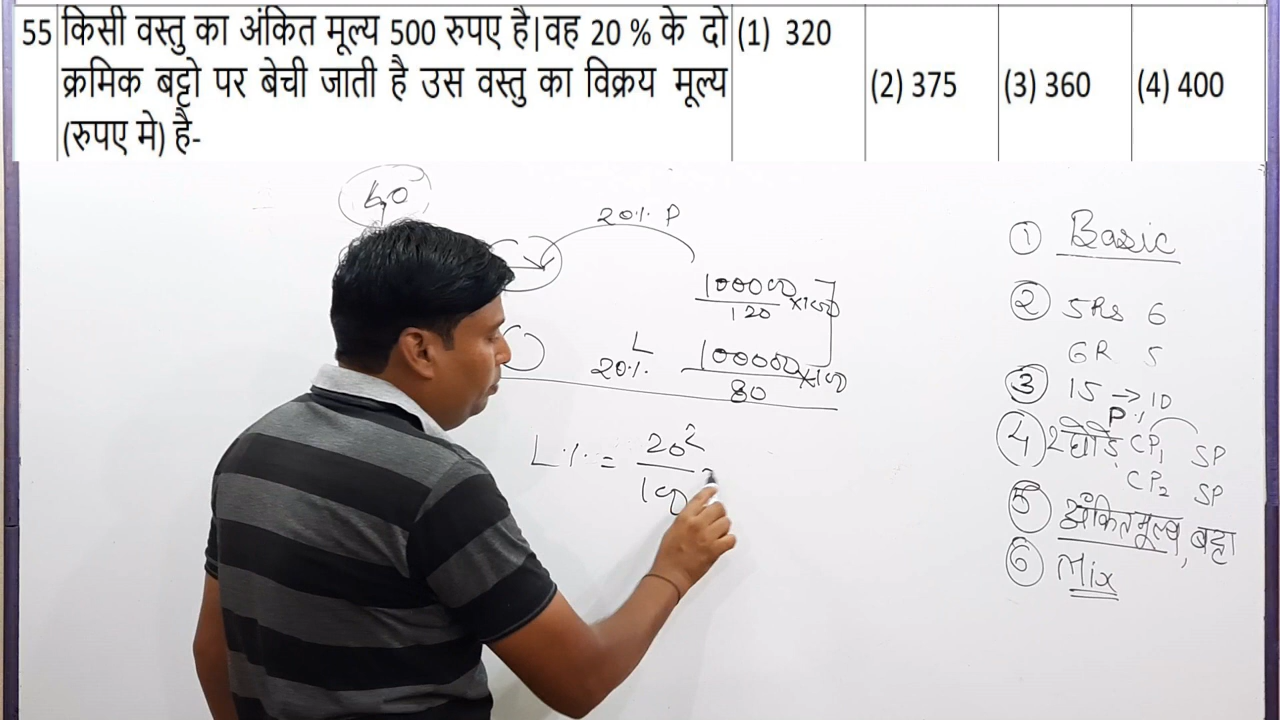 55 किसी वस्तु का अंकित मूल्य 500 रुपए है|वह 20 % के दो
क्रमिक बट्टो पर बेची जाती है उस वस्तु का विक्रय मूल्य
(रुपए मे) है-
(1) 320
(2) 375
(3) 360
(4) 400
20% P
100000
120 ×100
L
20%
100000
80 ×100
L% = 20²
100
① Basic
② 5Rs 6
6R 5
③ 15 → 10
P%
④ 2 घोड़े CP₁ SP
CP₂ SP
⑤ अंकितमूल्य, बट्टा
⑥ Mix